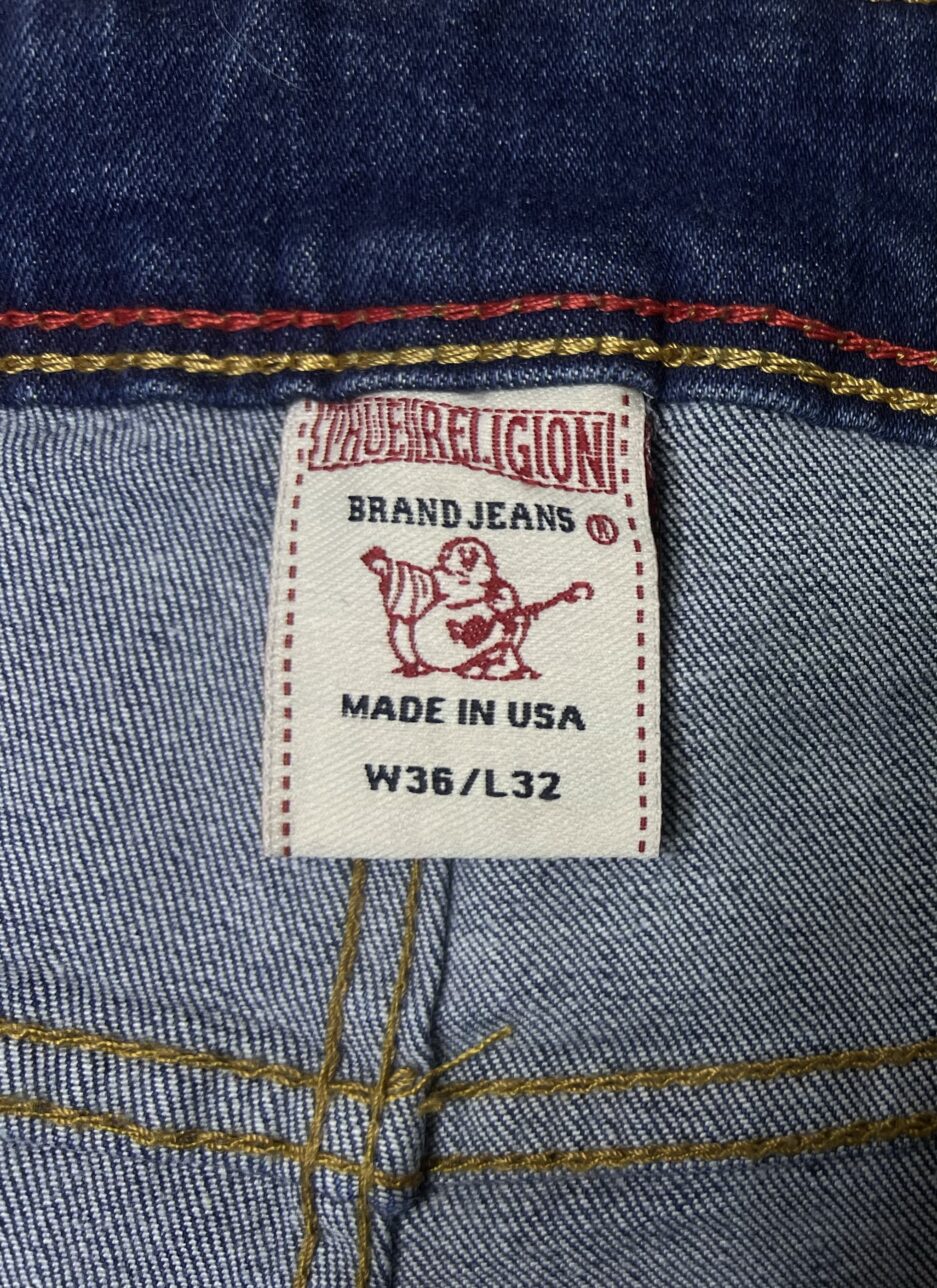 TRUE RELIGION
BRAND JEANS ®
MADE IN USA
W36/L32